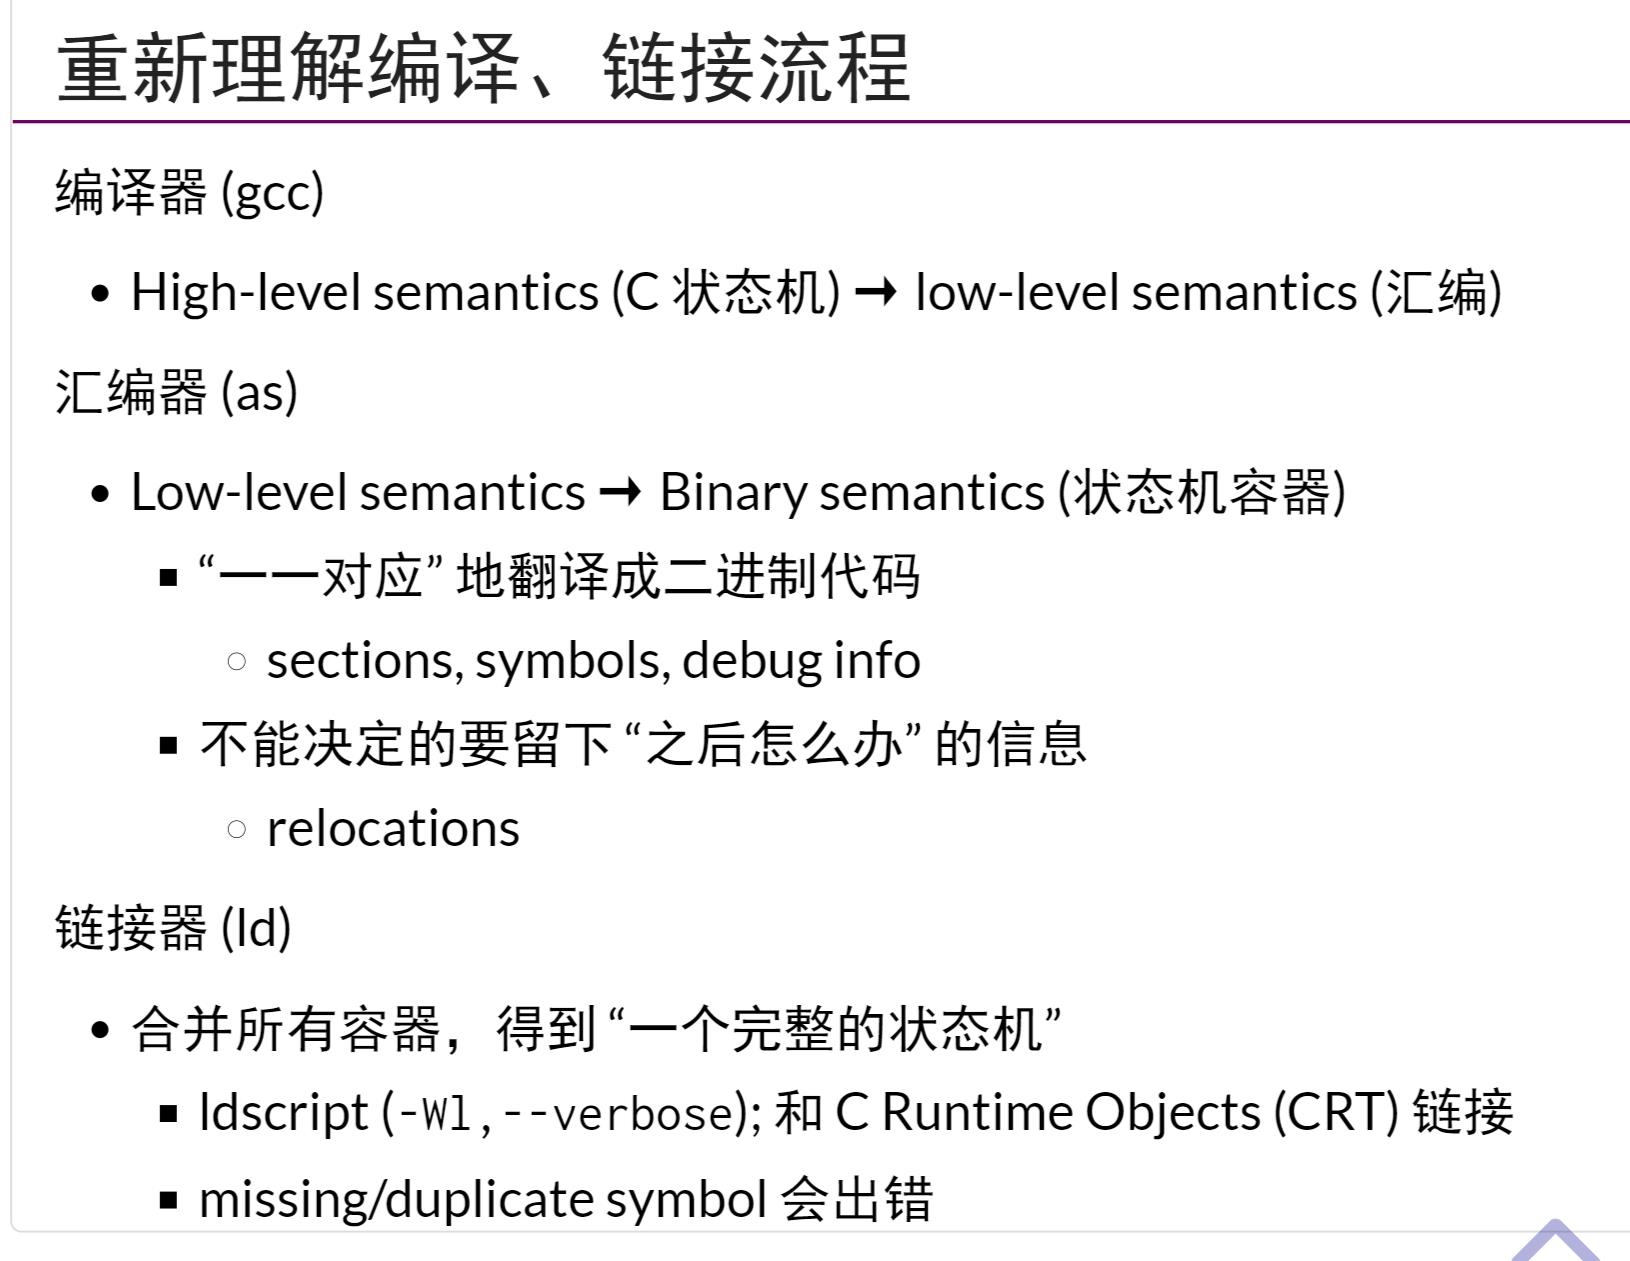 重新理解编译、链接流程
编译器 (gcc)
• High-level semantics (C 状态机) → low-level semantics (汇编)
汇编器 (as)
• Low-level semantics → Binary semantics (状态机容器)
▪ “一一对应” 地翻译成二进制代码
◦ sections, symbols, debug info
▪ 不能决定的要留下 “之后怎么办” 的信息
◦ relocations
链接器 (ld)
• 合并所有容器，得到 “一个完整的状态机”
▪ ldscript (-Wl,--verbose); 和 C Runtime Objects (CRT) 链接
▪ missing/duplicate symbol 会出错